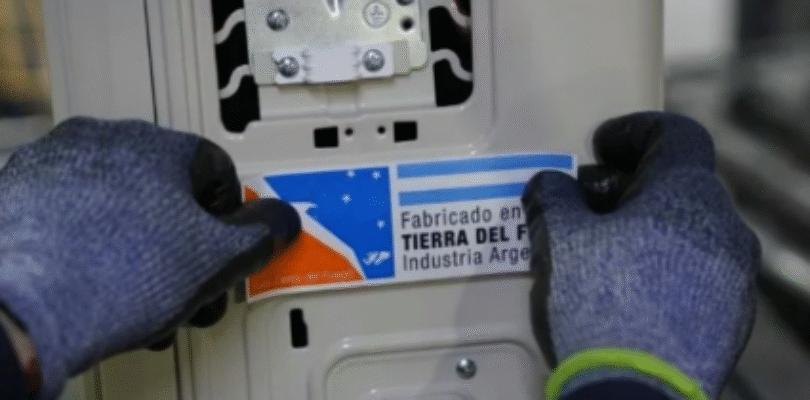 Fabricado en
TIERRA DEL F
Industria Arge